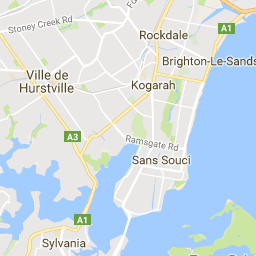 Stoney Creek Rd
A1
Rockdale
Brighton-Le-Sands
Ville de
Hurstville
Kogarah
A3
Ramsgate Rd
Sans Souci
A1
Sylvania